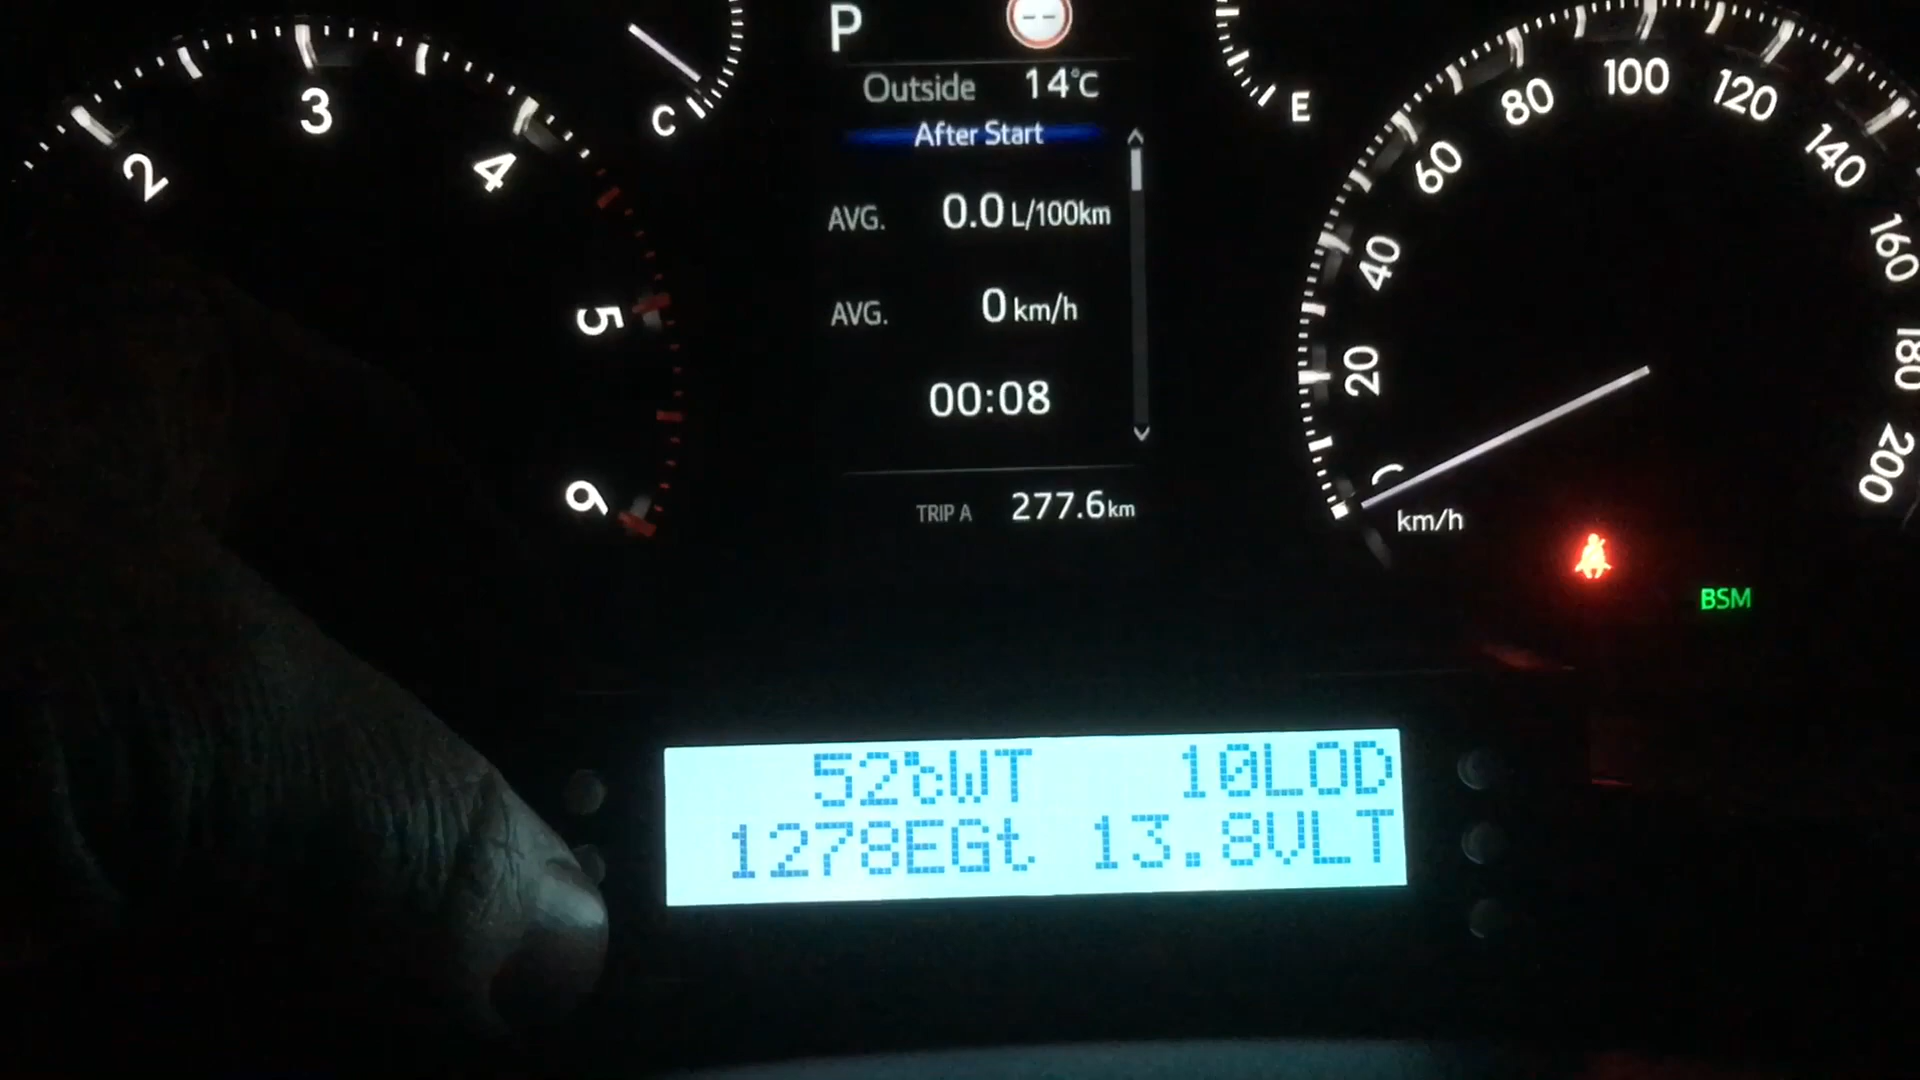 P
--
Outside 14°C
After Start
AVG. 0.0 L/100km
AVG. 0 km/h
00:08
TRIP A 277.6 km
2
3
4
5
6
C
E
20
40
60
80
100
120
140
160
180
200
km/h
BSM
52°CWT 10LOD
1278EGt 13.8VLT